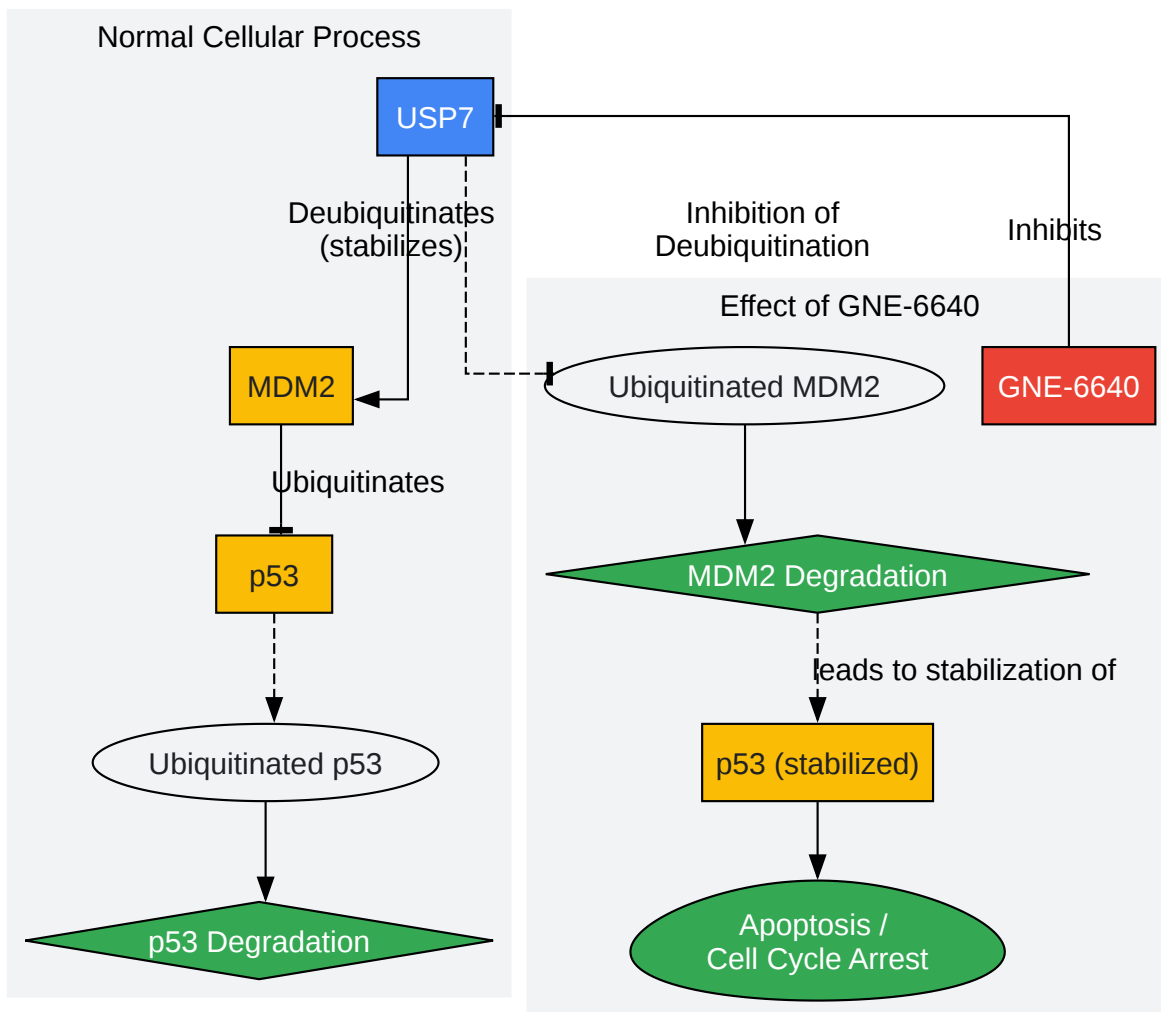 Normal Cellular Process
USP7
Deubiquitinates
(stabilizes)
Inhibition of
Deubiquitination
Inhibits
Effect of GNE-6640
MDM2
Ubiquitinated MDM2
GNE-6640
Ubiquitinates
p53
MDM2 Degradation
leads to stabilization of
Ubiquitinated p53
p53 (stabilized)
p53 Degradation
Apoptosis /
Cell Cycle Arrest